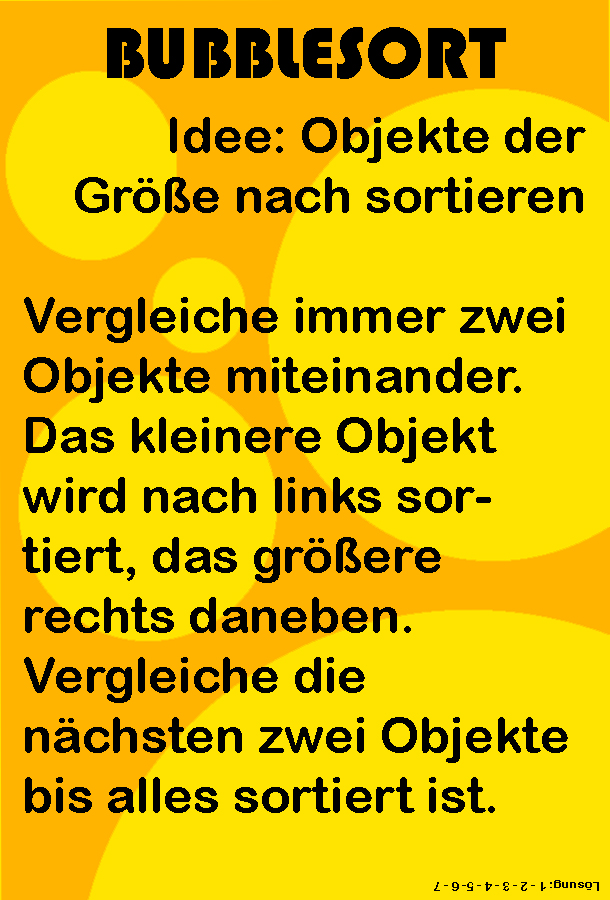 BUBBLESORT
Idee: Objekte der
Größe nach sortieren
Vergleiche immer zwei
Objekte miteinander.
Das kleinere Objekt
wird nach links sor-
tiert, das größere
rechts daneben.
Vergleiche die
nächsten zwei Objekte
bis alles sortiert ist.
Lösung: 1 - 2 - 3 - 4 - 5 - 6 - 7